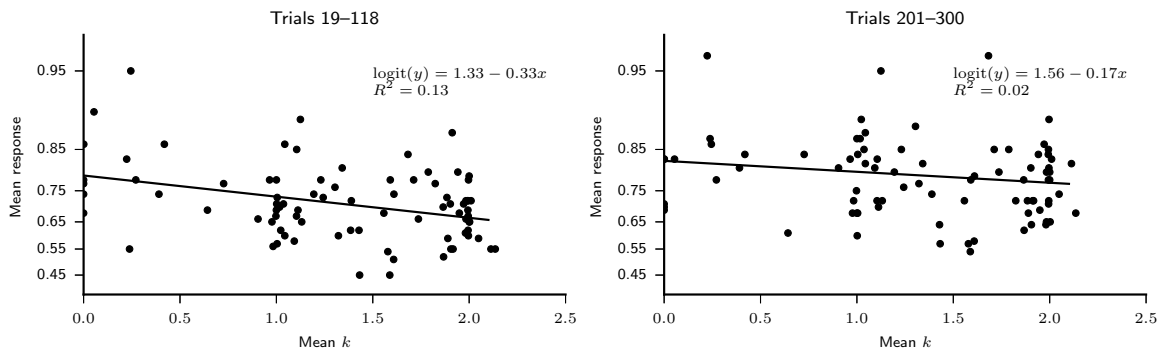 Trials 19–118
Mean response
0.95
0.85
0.75
0.65
0.55
0.45
logit(y) = 1.33 − 0.33x
R² = 0.13
0.0 0.5 1.0 1.5 2.0 2.5
Mean k
Trials 201–300
Mean response
0.95
0.85
0.75
0.65
0.55
0.45
logit(y) = 1.56 − 0.17x
R² = 0.02
0.0 0.5 1.0 1.5 2.0 2.5
Mean k